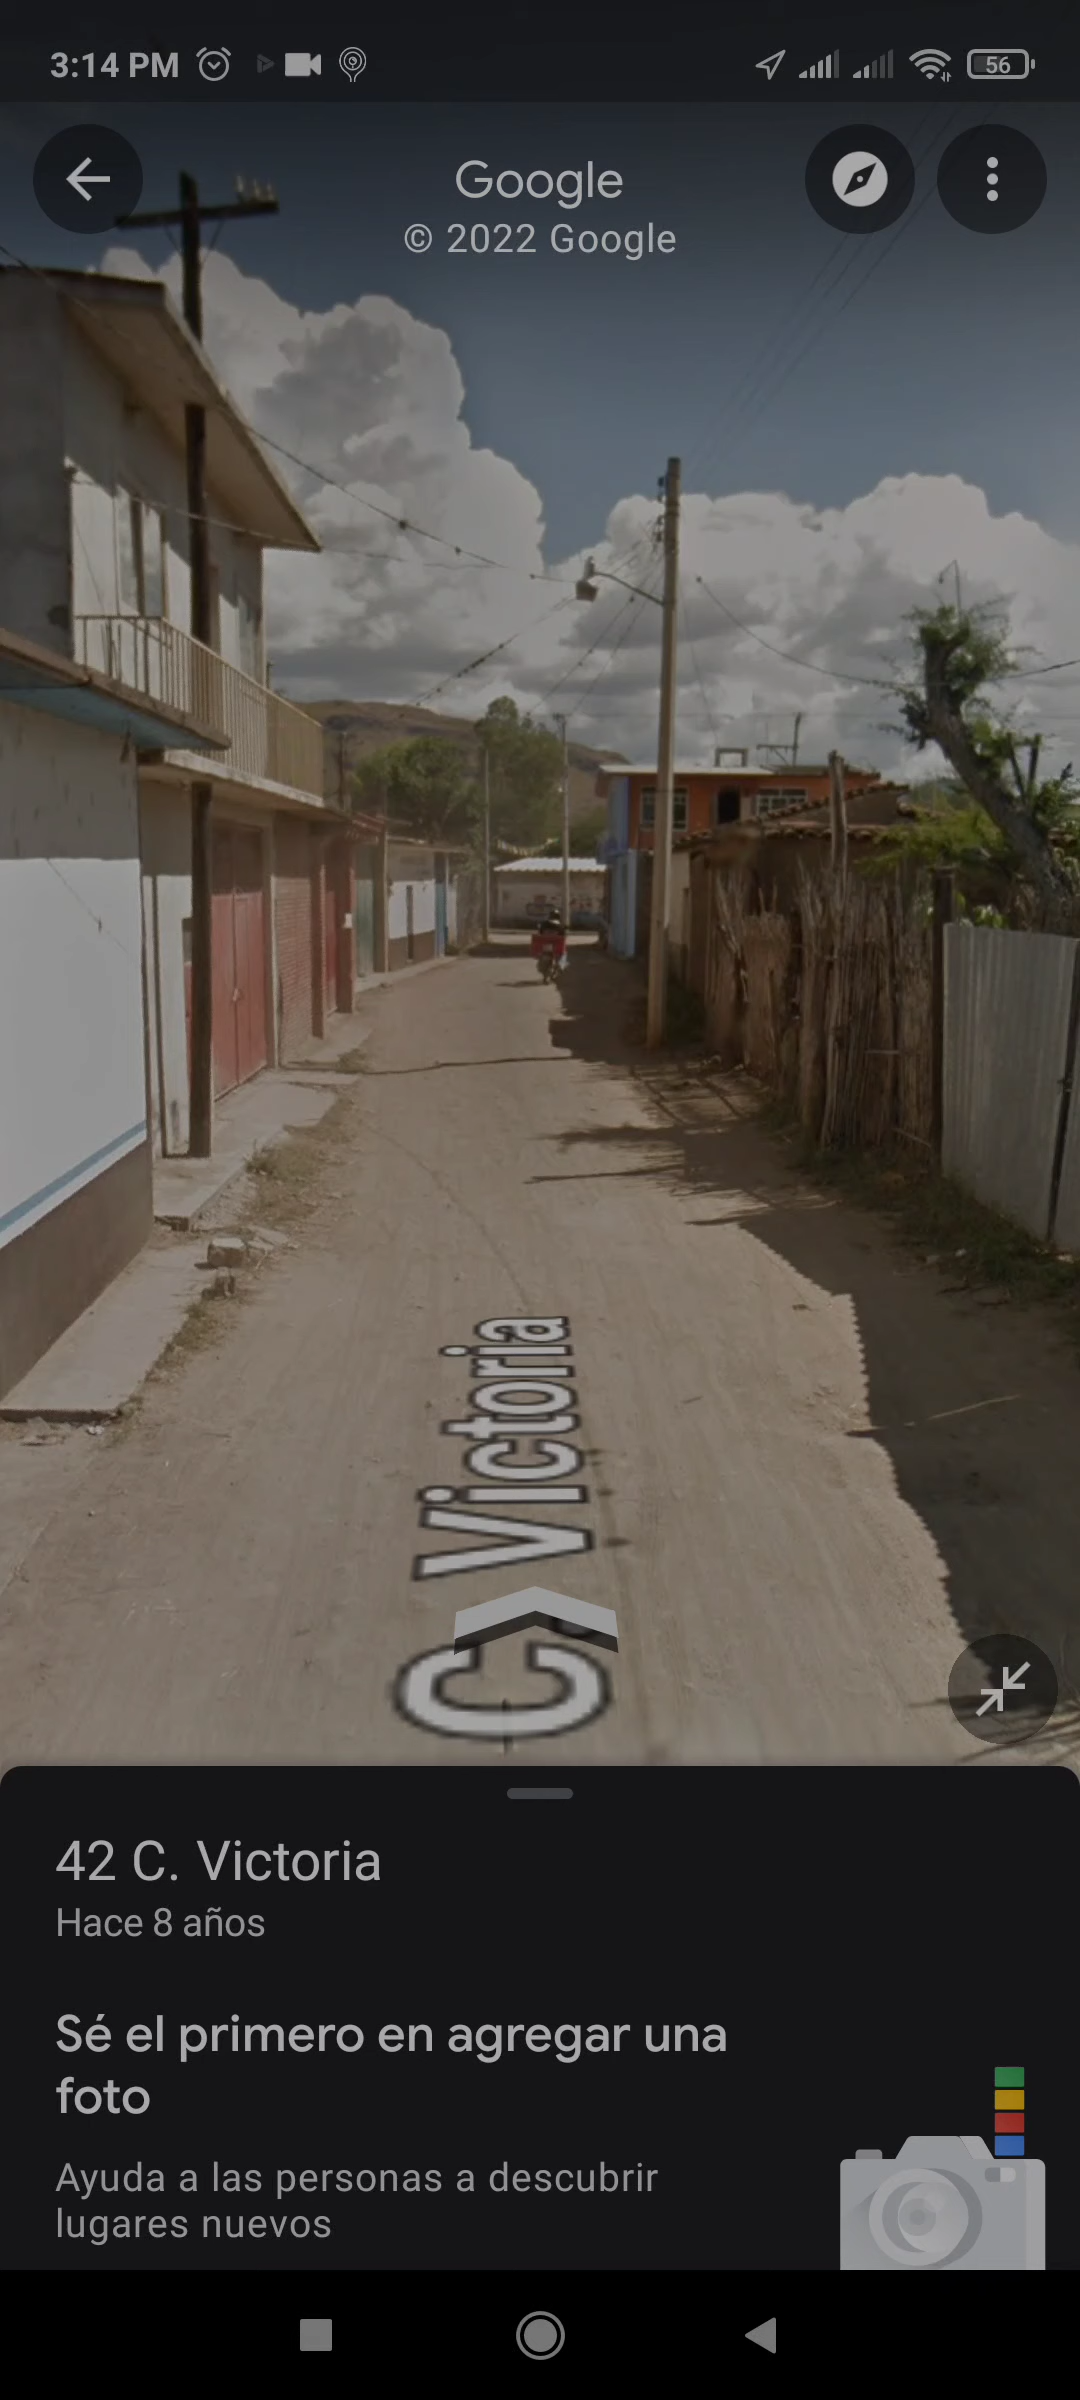 3:14 PM
56
Google
© 2022 Google
C. Victoria
42 C. Victoria
Hace 8 años
Sé el primero en agregar una
foto
Ayuda a las personas a descubrir
lugares nuevos